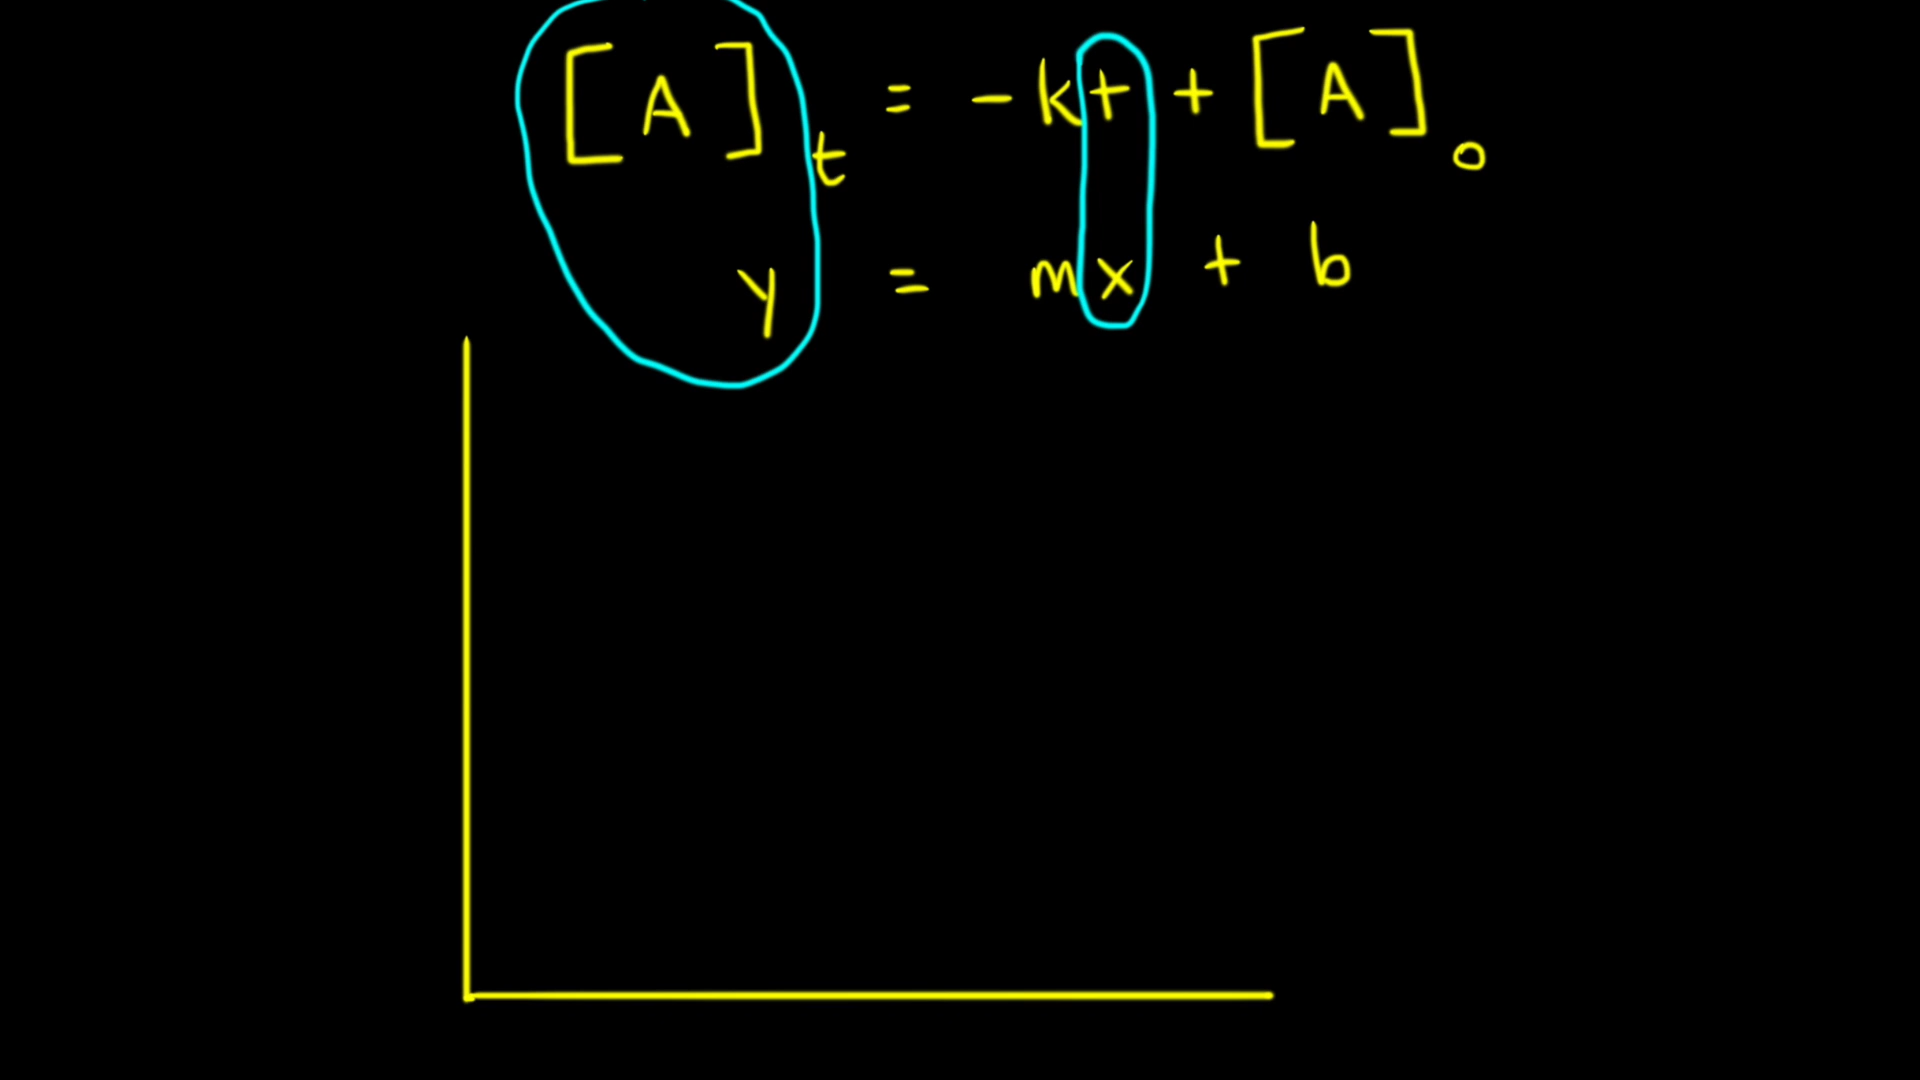 [A]t = -kt + [A]o
y = mx + b